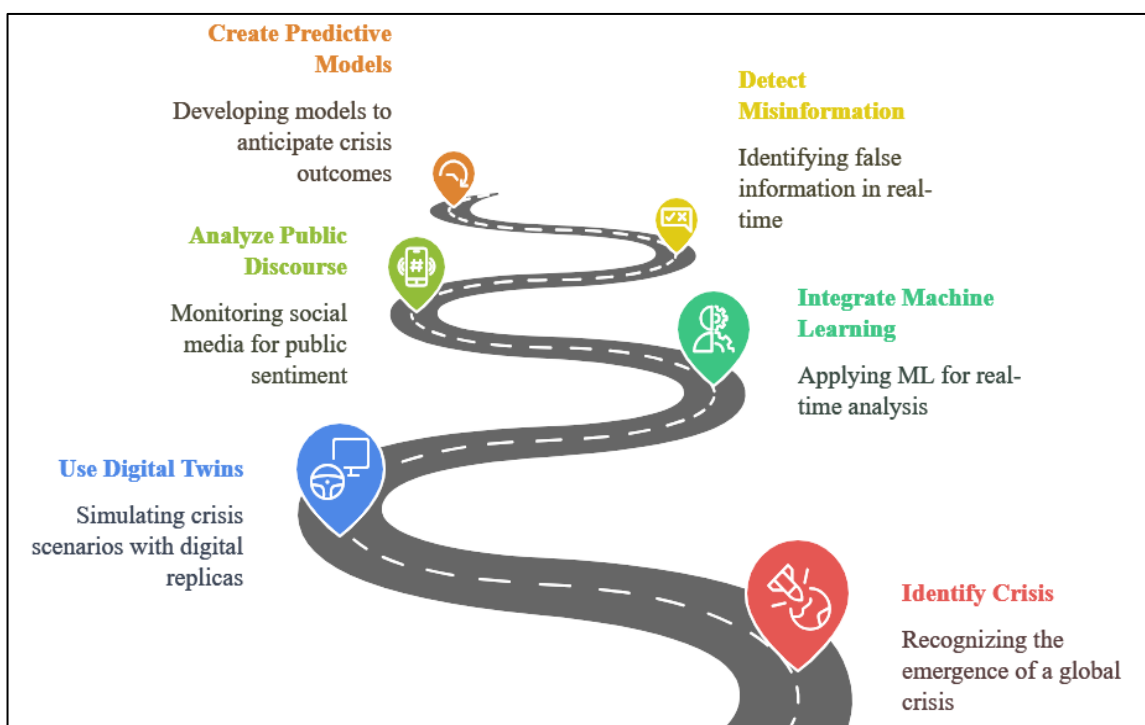 Create Predictive
Models
Developing models to
anticipate crisis
outcomes
Detect
Misinformation
Identifying false
information in real-
time
Analyze Public
Discourse
Monitoring social
media for public
sentiment
Integrate Machine
Learning
Applying ML for real-
time analysis
Use Digital Twins
Simulating crisis
scenarios with digital
replicas
Identify Crisis
Recognizing the
emergence of a global
crisis